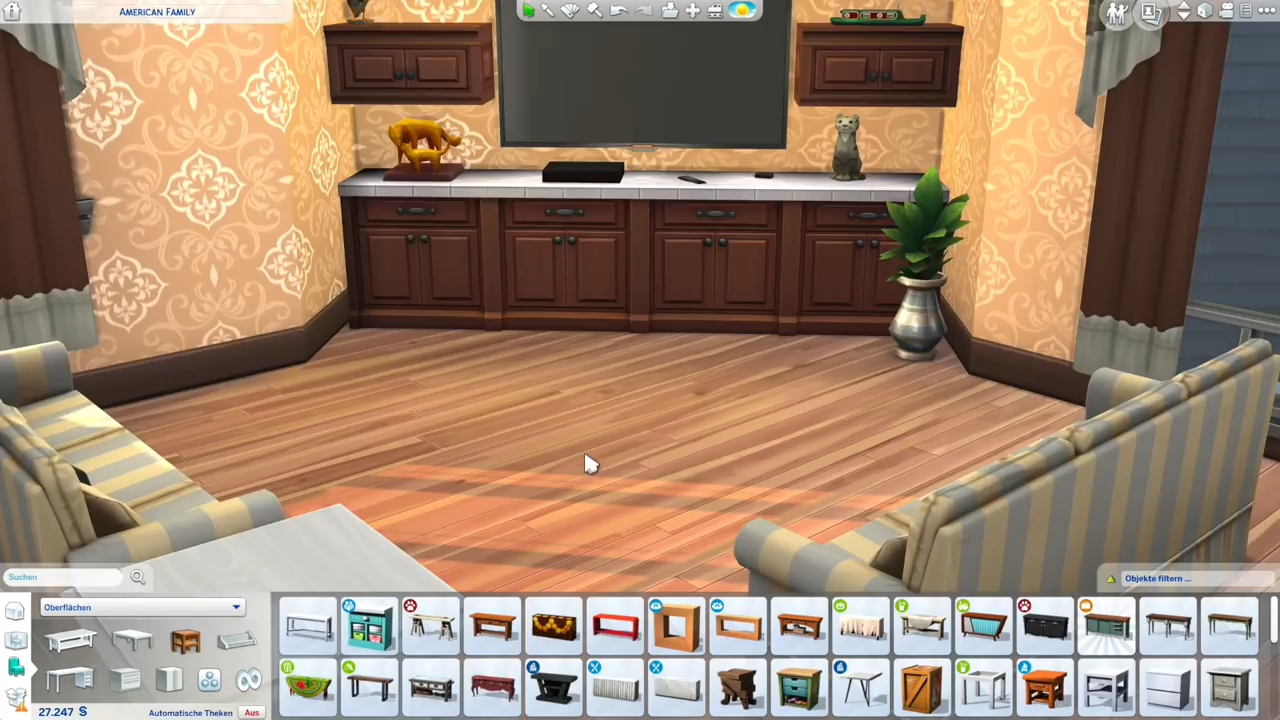 American Family
Suchen
Objekte filtern ...
Oberflächen
27.247 $
Automatische Theken Aus